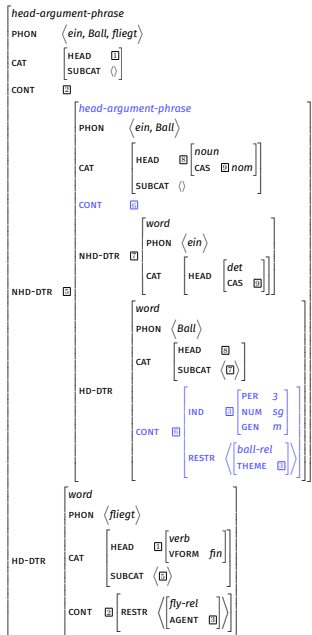 head-argument-phrase
PHON ⟨ein, Ball, fliegt⟩
CAT [HEAD 1
SUBCAT ⟨⟩]
CONT 2
head-argument-phrase
PHON ⟨ein, Ball⟩
CAT [HEAD 8 [noun
CAS 9 nom]
SUBCAT ⟨⟩]
CONT 6
word
PHON ⟨ein⟩
NHD-DTR 7
CAT [HEAD [det
CAS 9]]
NHD-DTR 5
word
PHON ⟨Ball⟩
CAT [HEAD 8
SUBCAT ⟨7⟩]
HD-DTR
CONT 6 [IND 3 [PER 3
NUM sg
GEN m]
RESTR ⟨[ball-rel
THEME 3]⟩]
word
PHON ⟨fliegt⟩
CAT [HEAD 1 [verb
VFORM fin]
SUBCAT ⟨5⟩]
HD-DTR
CONT 2 [RESTR ⟨[fly-rel
AGENT 3]⟩]